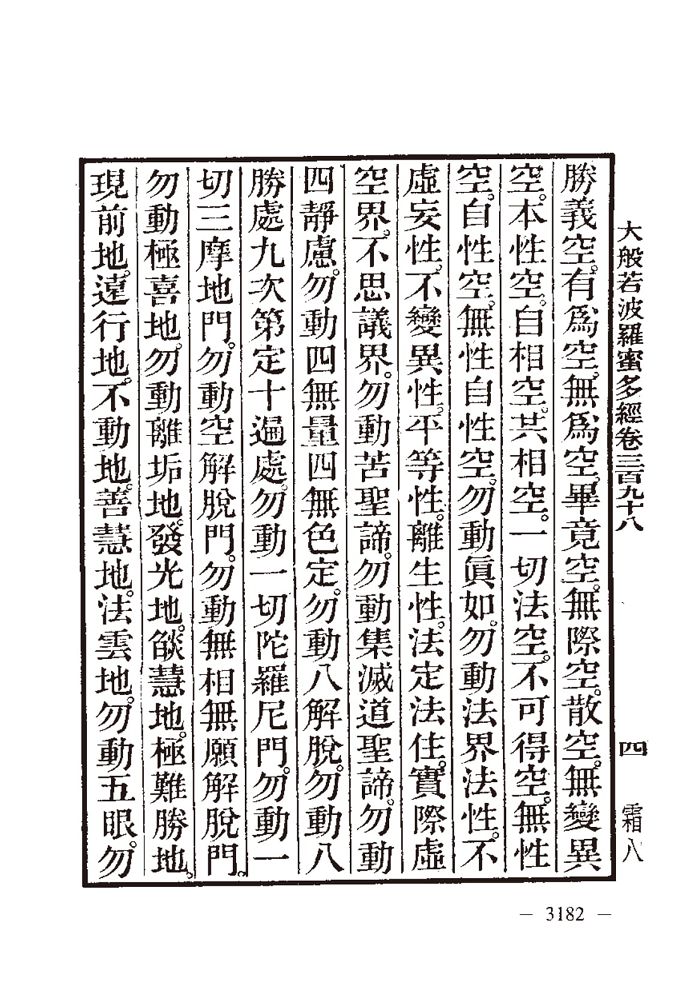 大般若波羅蜜多經卷三百九十八
四
霜八
勝義空。有爲空。無爲空。畢竟空。無際空。散空。無變異
空。本性空。自相空。共相空。一切法空。不可得空。無性
空。自性空。無性自性空。勿動眞如。勿動法界法性。不
虛妄性。不變異性。平等性。離生性。法定法住。實際虛
空界。不思議界。勿動苦聖諦。勿動集滅道聖諦。勿動
四靜慮。勿動四無量四無色定。勿動八解脫。勿動八
勝處九次第定十遍處。勿動一切陀羅尼門。勿動一
切三摩地門。勿動空解脫門。勿動無相無願解脫門。
勿動極喜地。勿動離垢地。發光地。燄慧地。極難勝地。
現前地。遠行地。不動地。善慧地。法雲地。勿動五眼。勿
— 3182 —